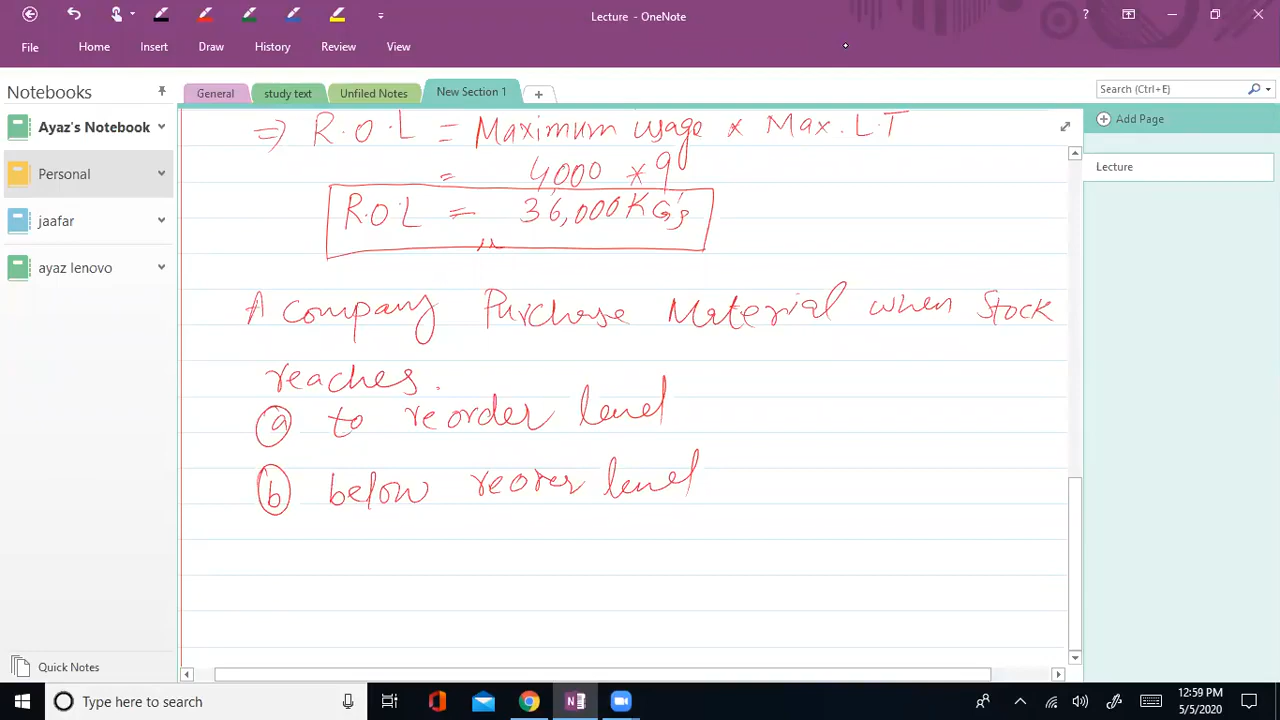 Lecture - OneNote
File Home Insert Draw History Review View
Notebooks
General study text Unfiled Notes New Section 1
Search (Ctrl+E)
Ayaz's Notebook
Add Page
Personal
Lecture
jaafar
ayaz lenovo
⇒ R.O.L = Maximum usage × Max. L.T
= 4000 × 9
R.O.L = 36,000 KG's
A company Purchase Material when Stock
reaches.
ⓐ to reorder level
ⓑ below reorer level
Quick Notes
Type here to search
12:59 PM
5/5/2020